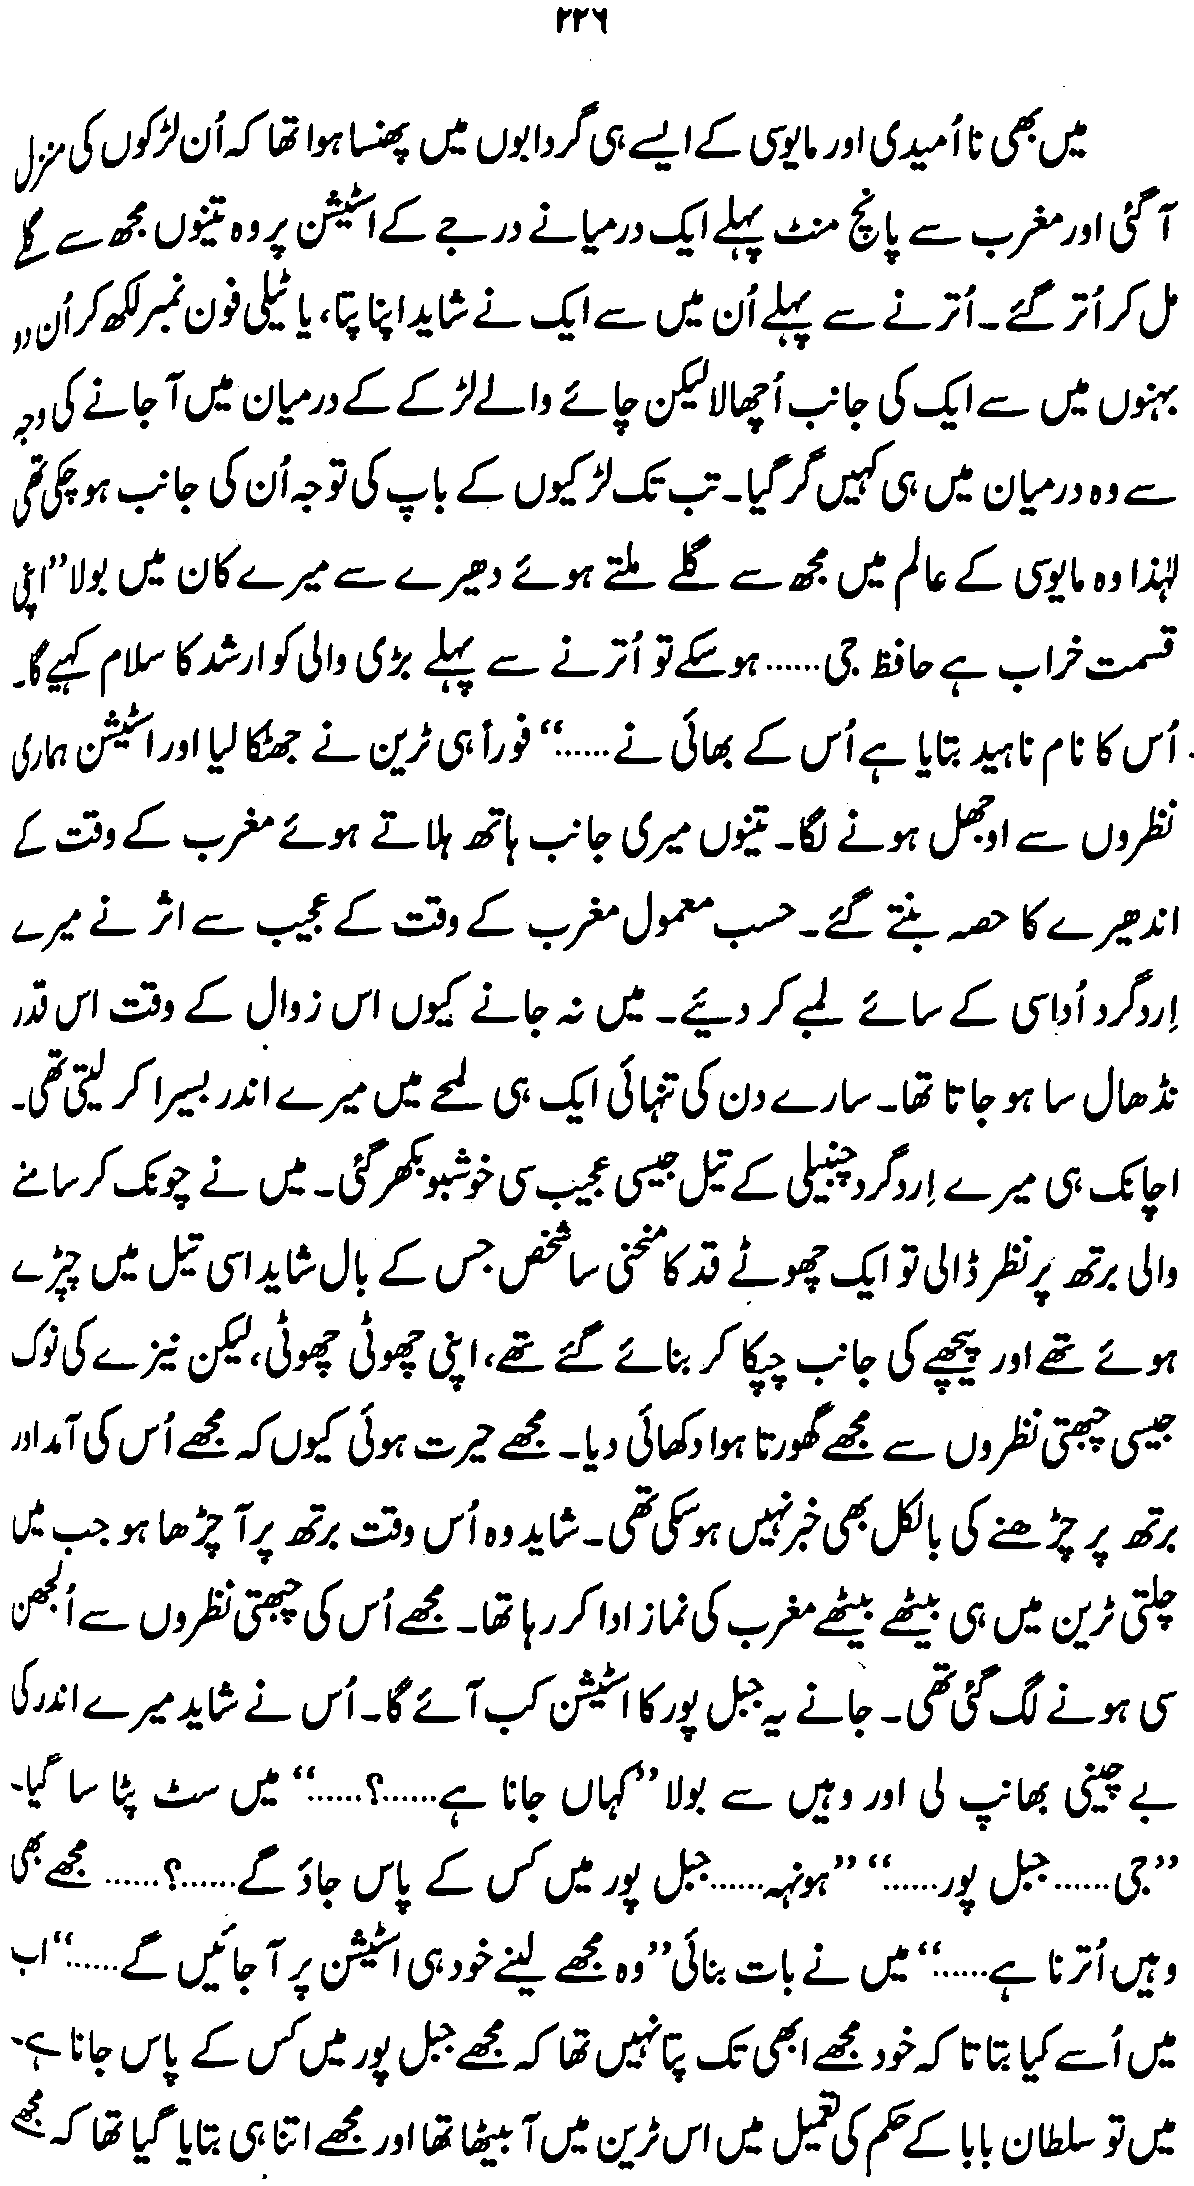 ۲۲۶
میں بھی نا اُمیدی اور مایوسی کے ایسے ہی گردابوں میں پھنسا ہوا تھا کہ اُن لڑکوں کی منزل
آ گئی اور مغرب سے پانچ منٹ پہلے ایک درمیانے درجے کے اسٹیشن پر وہ تینوں مجھ سے گلے
مل کر اُتر گئے۔ اُترنے سے پہلے اُن میں سے ایک نے شاید اپنا پتا، یا ٹیلی فون نمبر لکھ کر اُن دو
بہنوں میں سے ایک کی جانب اُچھالا لیکن چائے والے لڑکے کے درمیان میں آ جانے کی وجہ
سے وہ درمیان میں ہی کہیں گر گیا۔ تب تک لڑکیوں کے باپ کی توجہ اُن کی جانب ہو چکی تھی
لہٰذا وہ مایوسی کے عالم میں مجھ سے گلے ملتے ہوئے دھیرے سے میرے کان میں بولا ”اپنی
قسمت خراب ہے حافظ جی...... ہو سکے تو اُترنے سے پہلے بڑی والی کو ارشد کا سلام کہیے گا۔
اُس کا نام ناہید بتایا ہے اُس کے بھائی نے......“ فوراً ہی ٹرین نے جھٹکا لیا اور اسٹیشن ہماری
نظروں سے اوجھل ہونے لگا۔ تینوں میری جانب ہاتھ ہلاتے ہوئے مغرب کے وقت کے
اندھیرے کا حصہ بنتے گئے۔ حسب معمول مغرب کے وقت کے عجیب سے اثر نے میرے
اِردگرد اُداسی کے سائے لمبے کر دیئے۔ میں نہ جانے کیوں اس زوال کے وقت اس قدر
نڈھال سا ہو جاتا تھا۔ سارے دن کی تنہائی ایک ہی لمحے میں میرے اندر بسیرا کر لیتی تھی۔
اچانک ہی میرے اِردگرد چنبیلی کے تیل جیسی عجیب سی خوشبو بکھر گئی۔ میں نے چونک کر سامنے
والی برتھ پر نظر ڈالی تو ایک چھوٹے قد کا منحنی سا شخص جس کے بال شاید اسی تیل میں چپڑے
ہوئے تھے اور پیچھے کی جانب چپکا کر بنائے گئے تھے، اپنی چھوٹی چھوٹی، لیکن نیزے کی نوک
جیسی چبھتی نظروں سے مجھے گھورتا ہوا دکھائی دیا۔ مجھے حیرت ہوئی کیوں کہ مجھے اُس کی آمد اور
برتھ پر چڑھنے کی بالکل بھی خبر نہیں ہو سکی تھی۔ شاید وہ اُس وقت برتھ پر آ چڑھا ہو جب میں
چلتی ٹرین میں ہی بیٹھے بیٹھے مغرب کی نماز ادا کر رہا تھا۔ مجھے اُس کی چبھتی نظروں سے اُلجھن
سی ہونے لگ گئی تھی۔ جانے یہ جبل پور کا اسٹیشن کب آئے گا۔ اُس نے شاید میرے اندر کی
بے چینی بھانپ لی اور وہیں سے بولا ”کہاں جانا ہے......؟......“ میں سٹ پٹا سا گیا۔
”جی...... جبل پور......“ ”ہونہہ...... جبل پور میں کس کے پاس جاؤ گے......؟...... مجھے بھی
وہیں اُترنا ہے......“ میں نے بات بنائی ”وہ مجھے لینے خود ہی اسٹیشن پر آ جائیں گے......“ اب
میں اُسے کیا بتاتا کہ خود مجھے ابھی تک پتا نہیں تھا کہ مجھے جبل پور میں کس کے پاس جانا ہے۔
میں تو سلطان بابا کے حکم کی تعمیل میں اس ٹرین میں آ بیٹھا تھا اور مجھے اتنا ہی بتایا گیا تھا کہ مجھے